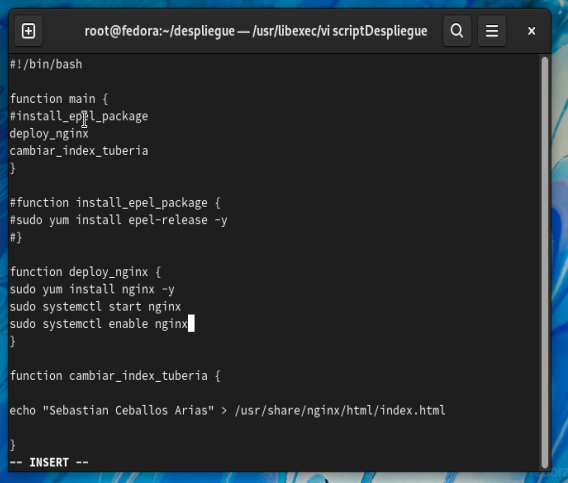 root@fedora:~/despliegue — /usr/libexec/vi scriptDespliegue
#!/bin/bash
function main {
#install_epel_package
deploy_nginx
cambiar_index_tuberia
}
#function install_epel_package {
#sudo yum install epel-release -y
#}
function deploy_nginx {
sudo yum install nginx -y
sudo systemctl start nginx
sudo systemctl enable nginx
}
function cambiar_index_tuberia {
echo "Sebastian Ceballos Arias" > /usr/share/nginx/html/index.html
}
-- INSERT --